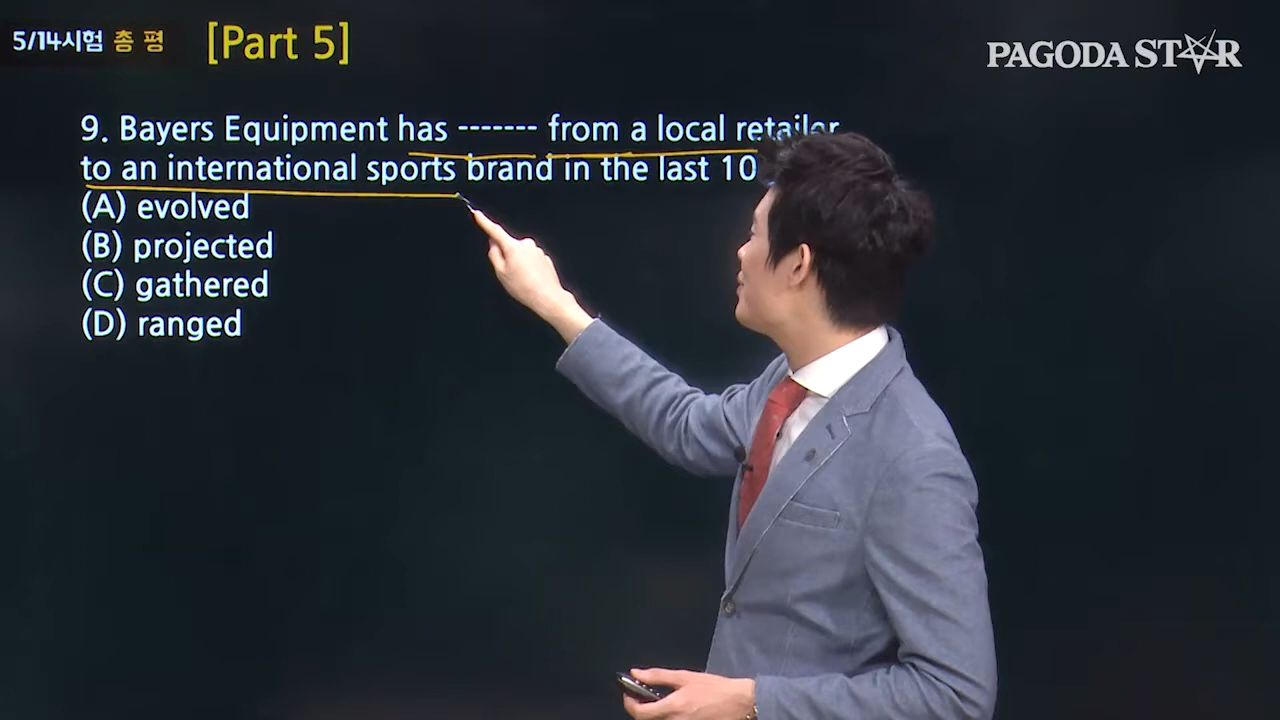 5/14시험 총 평
[Part 5]
PAGODA STAR
9. Bayers Equipment has ------- from a local retailer
to an international sports brand in the last 10
(A) evolved
(B) projected
(C) gathered
(D) ranged